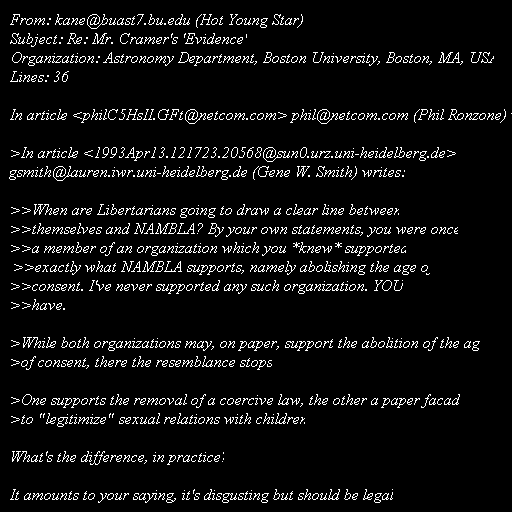 From: kane@buast7.bu.edu (Hot Young Star)
Subject: Re: Mr. Cramer's 'Evidence'
Organization: Astronomy Department, Boston University, Boston, MA, USA
Lines: 36
In article <philC5HsIl.GFt@netcom.com> phil@netcom.com (Phil Ronzone)
>In article <1993Apr13.121723.20568@sun0.urz.uni-heidelberg.de>
gsmith@lauren.iwr.uni-heidelberg.de (Gene W. Smith) writes:
>>When are Libertarians going to draw a clear line between
>>themselves and NAMBLA? By your own statements, you were once
>>a member of an organization which you *knew* supported
>>exactly what NAMBLA supports, namely abolishing the age of
>>consent. I've never supported any such organization. YOU
>>have.
>While both organizations may, on paper, support the abolition of the ag
>of consent, there the resemblance stops
>One supports the removal of a coercive law, the other a paper facad
>to "legitimize" sexual relations with children
What's the difference, in practice?
It amounts to your saying, it's disgusting but should be legal